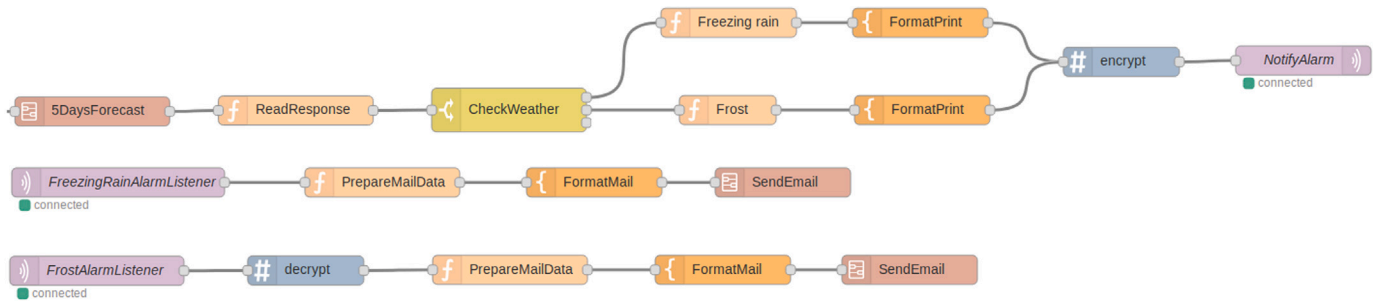 Freezing rain
FormatPrint
encrypt
NotifyAlarm
connected
5DaysForecast
ReadResponse
CheckWeather
Frost
FormatPrint
FreezingRainAlarmListener
PrepareMailData
FormatMail
SendEmail
connected
FrostAlarmListener
decrypt
PrepareMailData
FormatMail
SendEmail
connected